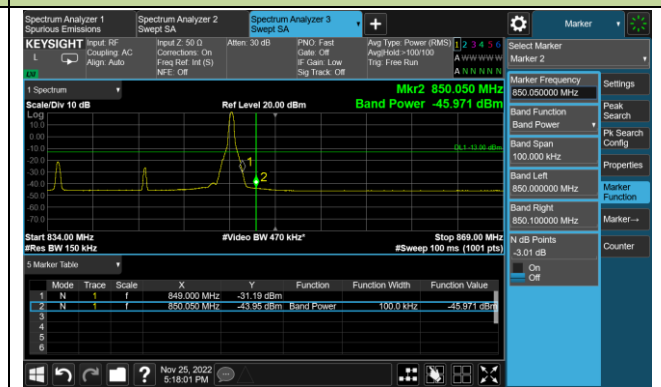 Spectrum Analyzer 1
Spurious Emissions
Spectrum Analyzer 2
Swept SA
Spectrum Analyzer 3
Swept SA
Marker
KEYSIGHT
L
Input: RF
Coupling: AC
Align: Auto
Input Z: 50 Ω
Corrections: On
Freq Ref: Int (S)
NFE: Off
Atten: 30 dB
PNO: Fast
Gate: Off
IF Gain: Low
Sig Track: Off
Avg Type: Power (RMS)
Avg|Hold:>100/100
Trig: Free Run
1 2 3 4 5 6
A W W W W W
A N N N N N
Select Marker
Marker 2
1 Spectrum
Mkr2 850.050 MHz
Scale/Div 10 dB
Ref Level 20.00 dBm
Band Power -45.971 dBm
Log
10.0
0.00
-10.0
-20.0
-30.0
-40.0
-50.0
-60.0
-70.0
DL1 -13.00 dBm
1
2
Start 834.00 MHz
#Video BW 470 kHz*
Stop 869.00 MHz
#Res BW 150 kHz
#Sweep 100 ms (1001 pts)
5 Marker Table
Mode Trace Scale X Y Function Function Width Function Value
1 N 1 f 849.000 MHz -31.19 dBm
2 N 1 f 850.050 MHz -43.95 dBm Band Power 100.0 kHz -45.971 dBm
3
4
5
6
Marker Frequency
850.050000 MHz
Band Function
Band Power
Band Span
100.000 kHz
Band Left
850.000000 MHz
Band Right
850.100000 MHz
N dB Points
-3.01 dB
On
Off
Settings
Peak
Search
Pk Search
Config
Properties
Marker
Function
Marker→
Counter
Nov 25, 2022
5:18:01 PM